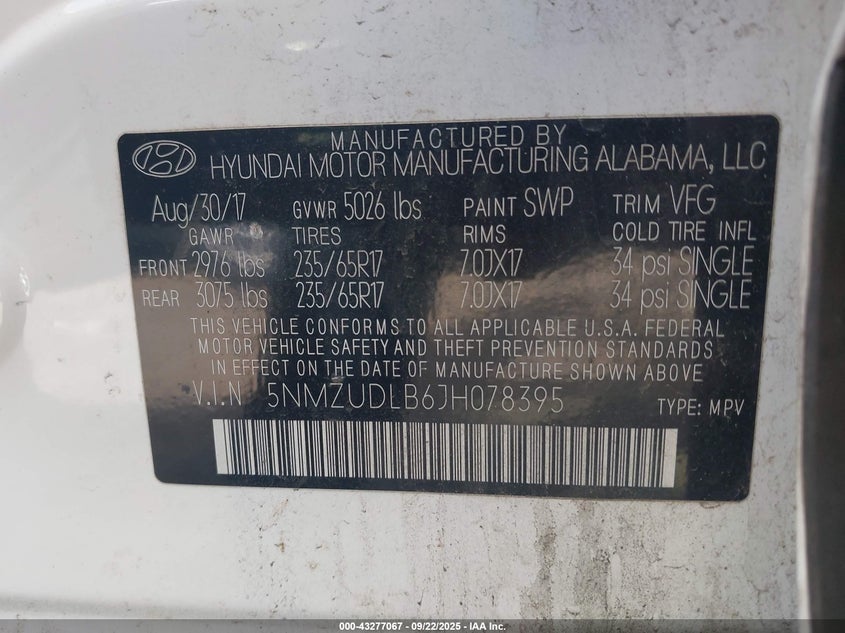 MANUFACTURED BY
HYUNDAI MOTOR MANUFACTURING ALABAMA, LLC
Aug/30/17 GVWR 5026 lbs PAINT SWP TRIM VFG
GAWR TIRES RIMS COLD TIRE INFL
FRONT 2976 lbs 235/65R17 7.0JX17 34 psi SINGLE
REAR 3075 lbs 235/65R17 7.0JX17 34 psi SINGLE
THIS VEHICLE CONFORMS TO ALL APPLICABLE U.S.A. FEDERAL
MOTOR VEHICLE SAFETY AND THEFT PREVENTION STANDARDS
IN EFFECT ON THE DATE OF MANUFACTURE SHOWN ABOVE
V.I.N. 5NMZUDLB6JH078395 TYPE: MPV
000-43277067 - 09/22/2025 - IAA Inc.